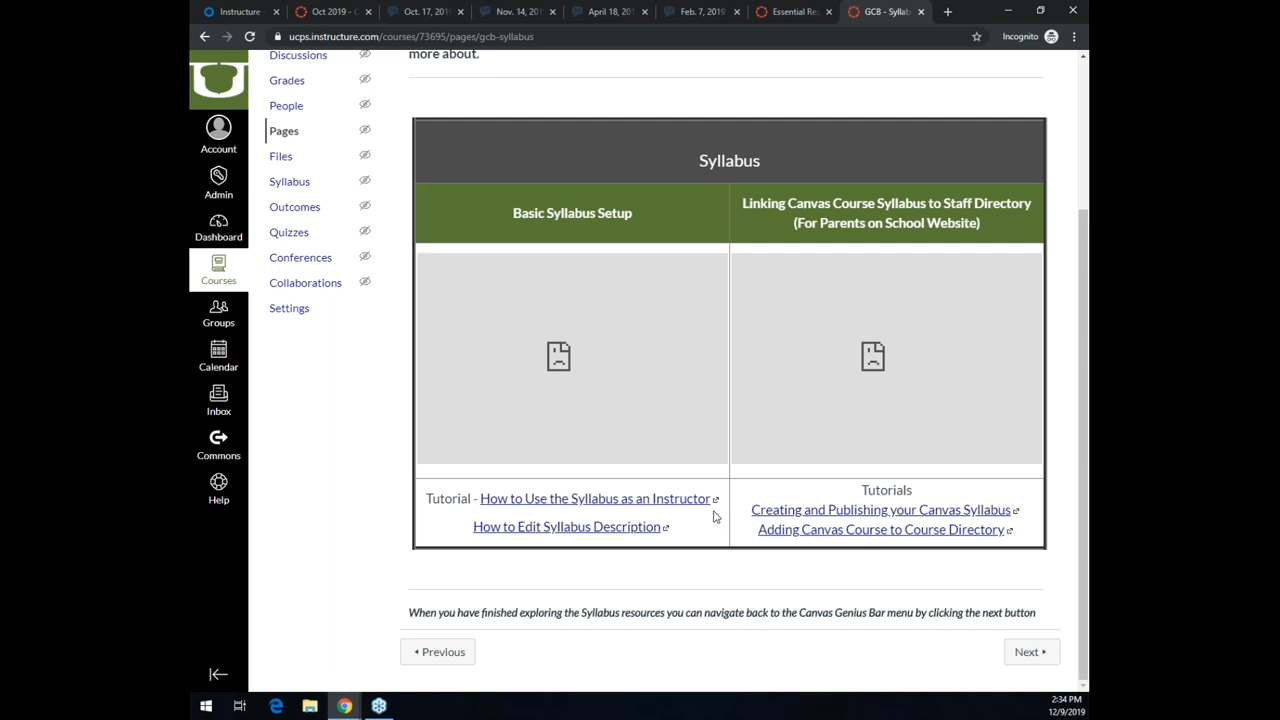 Instructure
Oct 2019 - C
Oct. 17, 201
Nov. 14, 201
April 18, 201
Feb. 7, 2019
Essential Re
GCB - Syllab
ucps.instructure.com/courses/73695/pages/gcb-syllabus
Incognito
Account
Admin
Dashboard
Courses
Groups
Calendar
Inbox
Commons
Help
Discussions
Grades
People
Pages
Files
Syllabus
Outcomes
Quizzes
Conferences
Collaborations
Settings
more about.
Syllabus
Basic Syllabus Setup
Linking Canvas Course Syllabus to Staff Directory
(For Parents on School Website)
Tutorial - How to Use the Syllabus as an Instructor
How to Edit Syllabus Description
Tutorials
Creating and Publishing your Canvas Syllabus
Adding Canvas Course to Course Directory
When you have finished exploring the Syllabus resources you can navigate back to the Canvas Genius Bar menu by clicking the next button
Previous
Next
2:34 PM
12/9/2019